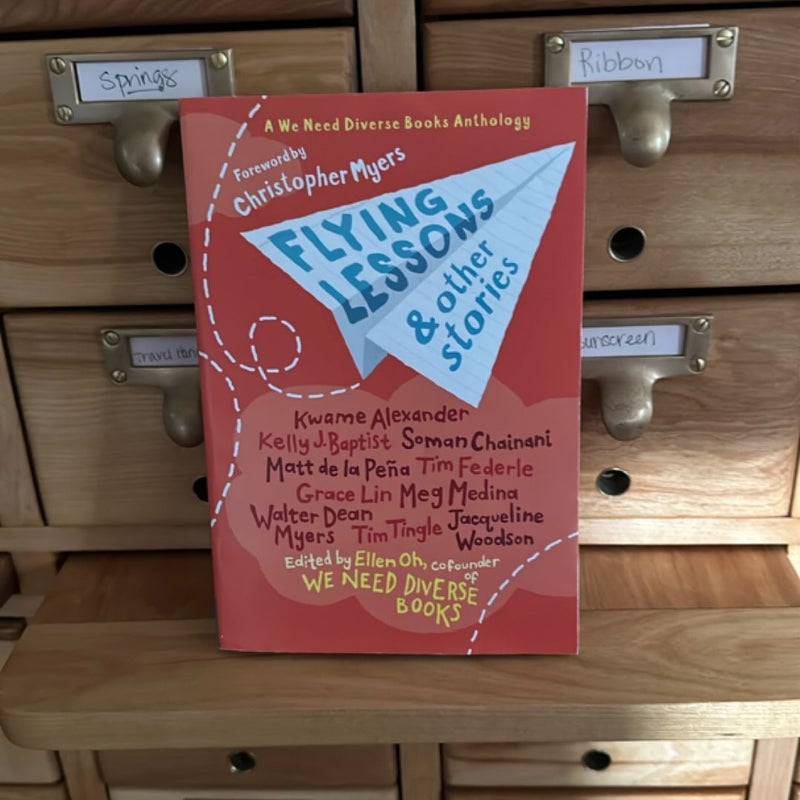 Springs
Ribbon
A We Need Diverse Books Anthology
Foreword by
Christopher Myers
FLYING
LESSONS
& other
stories
Travel
sunscreen
Kwame Alexander
Kelly J. Baptist Soman Chainani
Matt de la Peña Tim Federle
Grace Lin Meg Medina
Walter Dean
Myers Tim Tingle Jacqueline
Woodson
Edited by Ellen Oh, cofounder
of
WE NEED DIVERSE
BOOKS